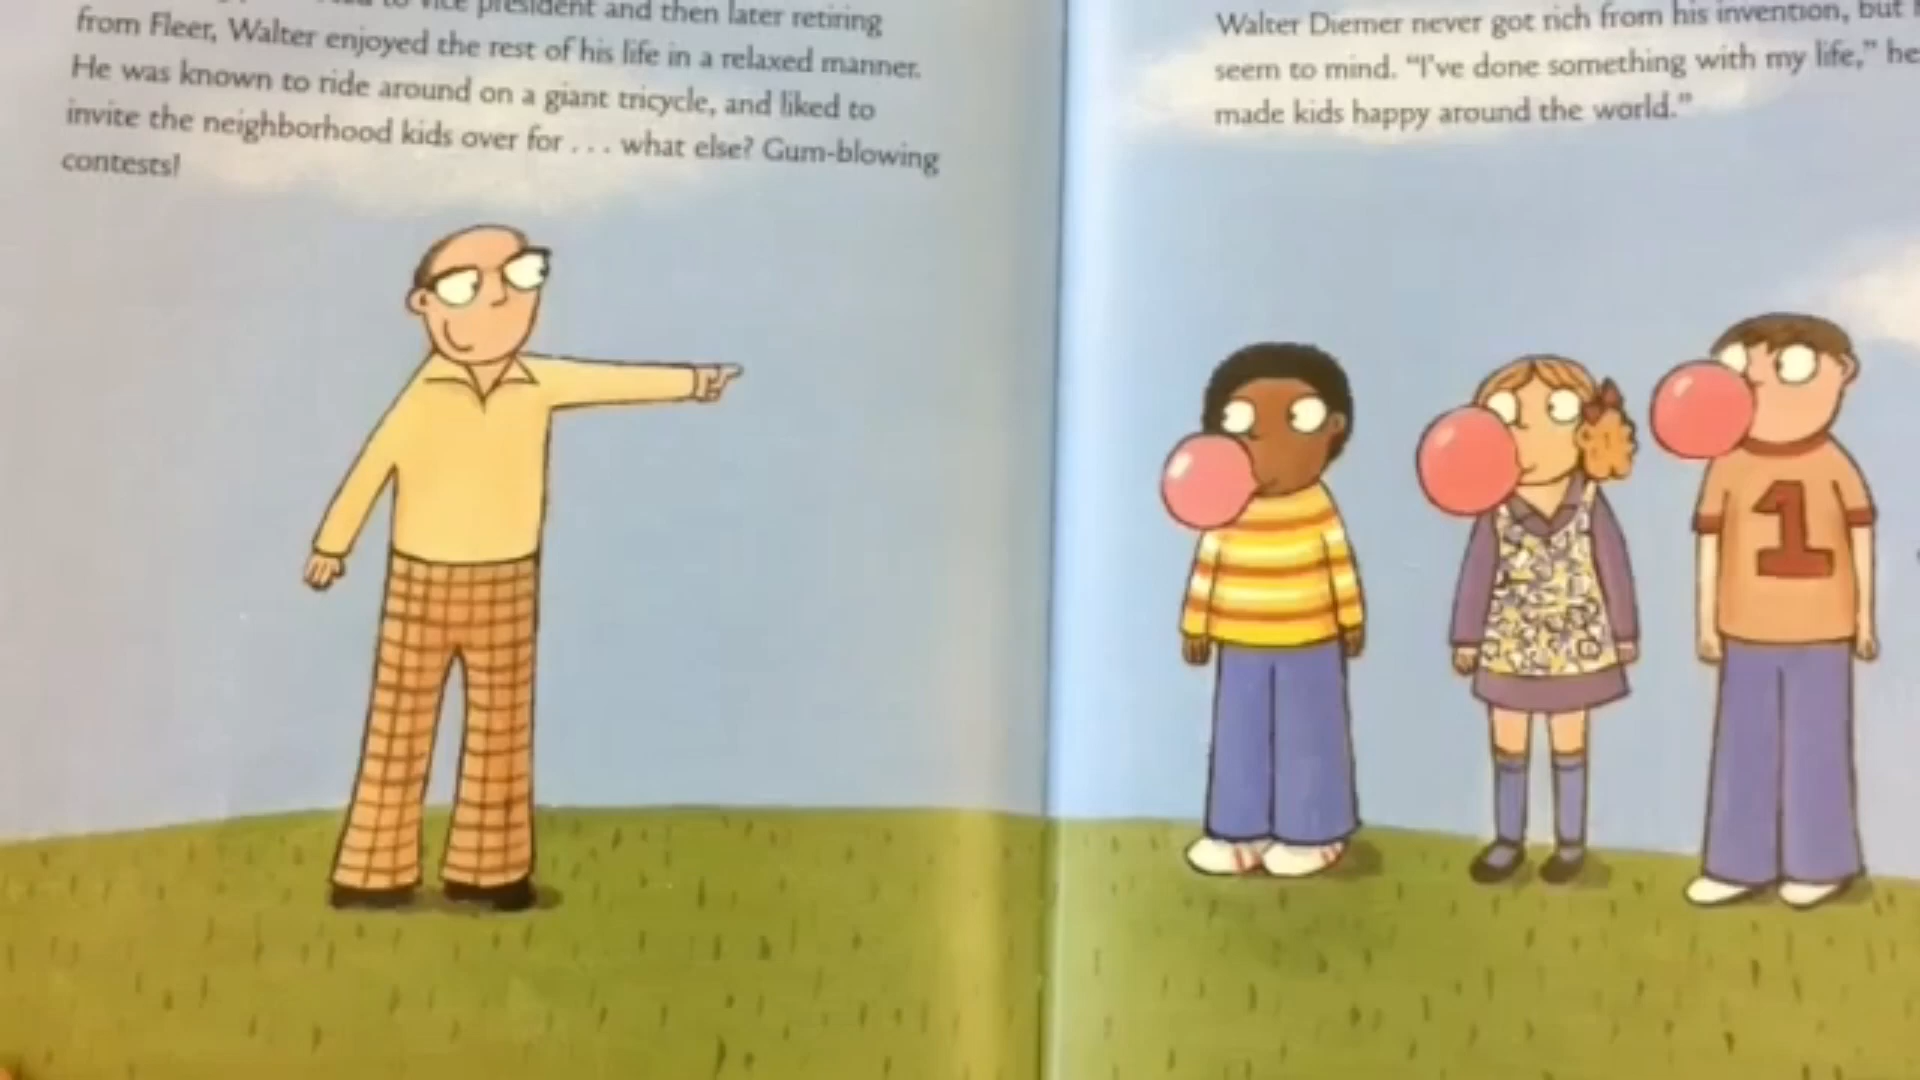 vice president and then later retiring
from Fleer, Walter enjoyed the rest of his life in a relaxed manner.
He was known to ride around on a giant tricycle, and liked to
invite the neighborhood kids over for . . . what else? Gum-blowing
contests!
Walter Diemer never got rich from his invention, but
seem to mind. “I’ve done something with my life,” he
made kids happy around the world.”
1